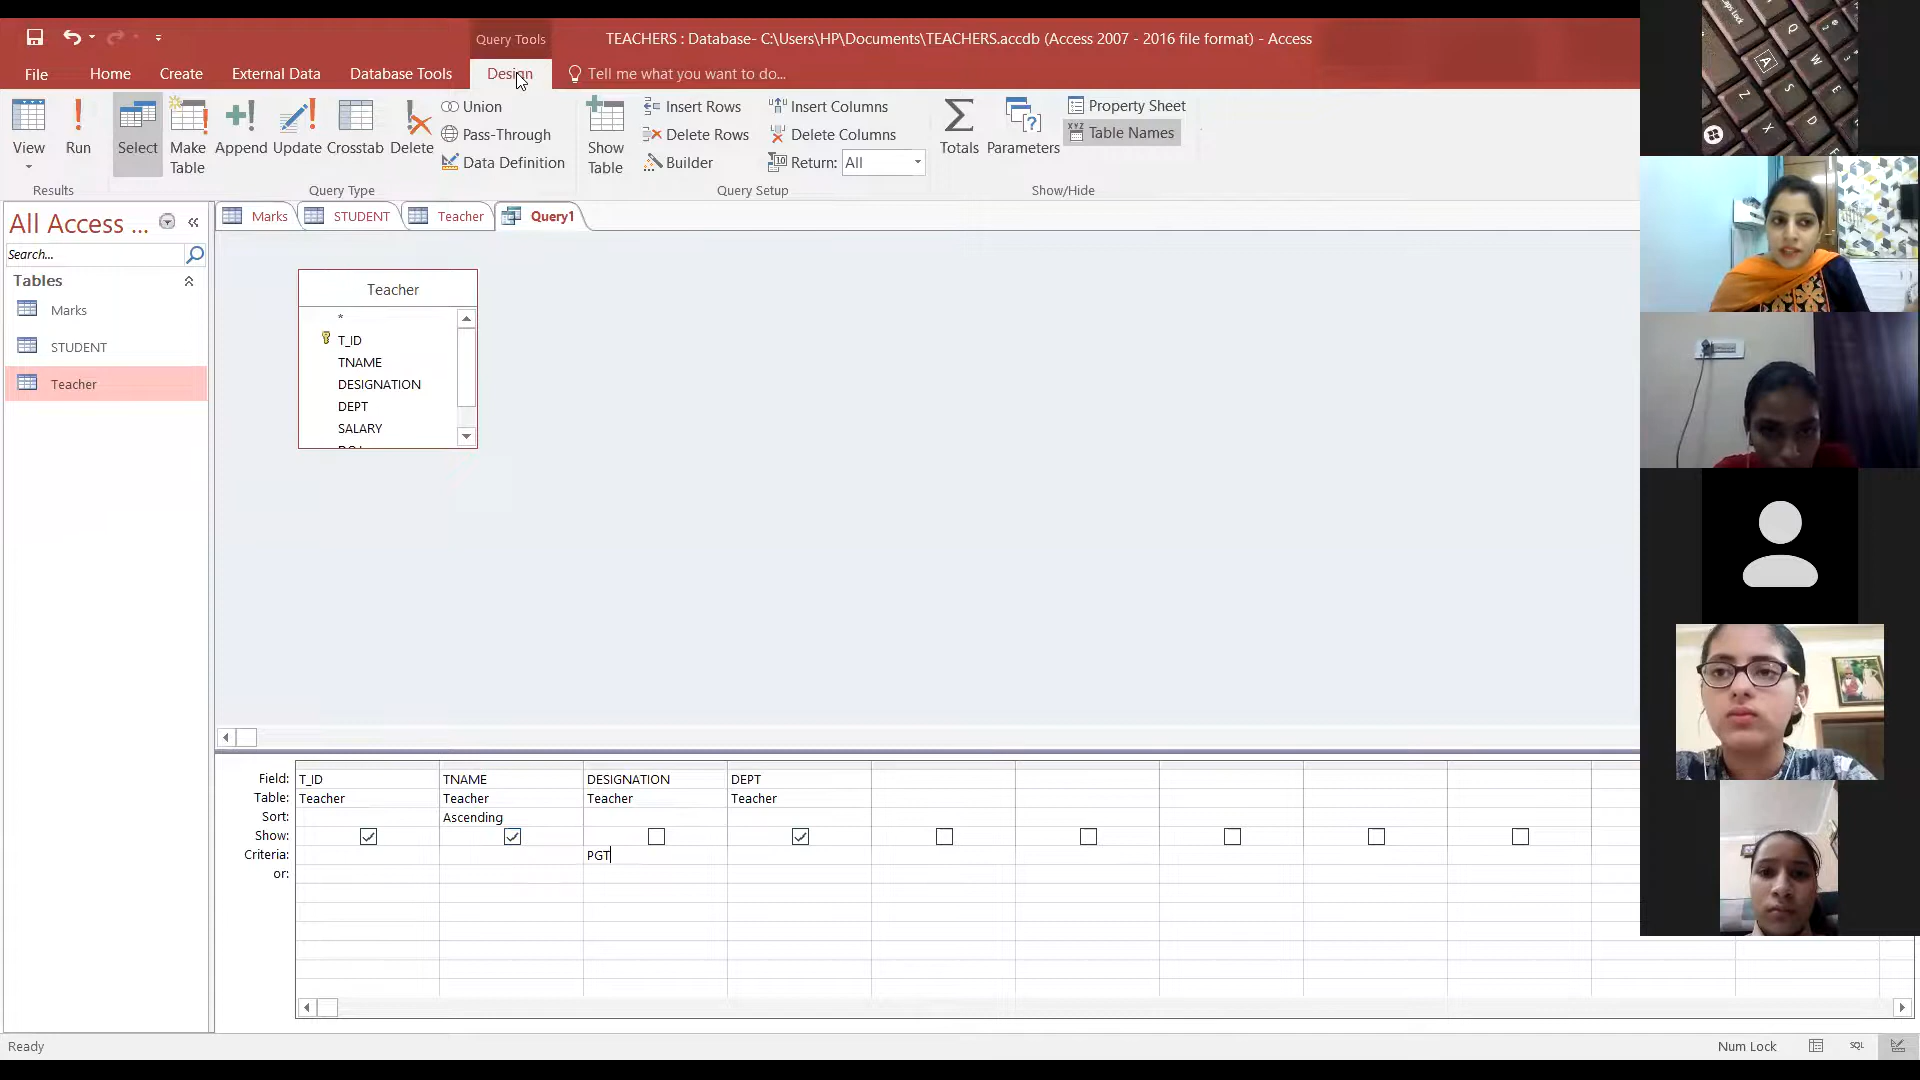 Query Tools
TEACHERS : Database- C:\Users\HP\Documents\TEACHERS.accdb (Access 2007 - 2016 file format) - Access
File Home Create External Data Database Tools Design Tell me what you want to do...
View
Run
Select
Make Table
Append
Update
Crosstab
Delete
Union
Pass-Through
Data Definition
Show Table
Insert Rows
Delete Rows
Builder
Insert Columns
Delete Columns
Return: All
Totals
Parameters
Property Sheet
Table Names
Results
Query Type
Query Setup
Show/Hide
All Access ...
Search...
Tables
Marks
STUDENT
Teacher
Marks STUDENT Teacher Query1
Teacher
*
T_ID
TNAME
DESIGNATION
DEPT
SALARY
Field: T_ID TNAME DESIGNATION DEPT
Table: Teacher Teacher Teacher Teacher
Sort: Ascending
Show:
Criteria: PGT
or:
Ready
Num Lock
SQL